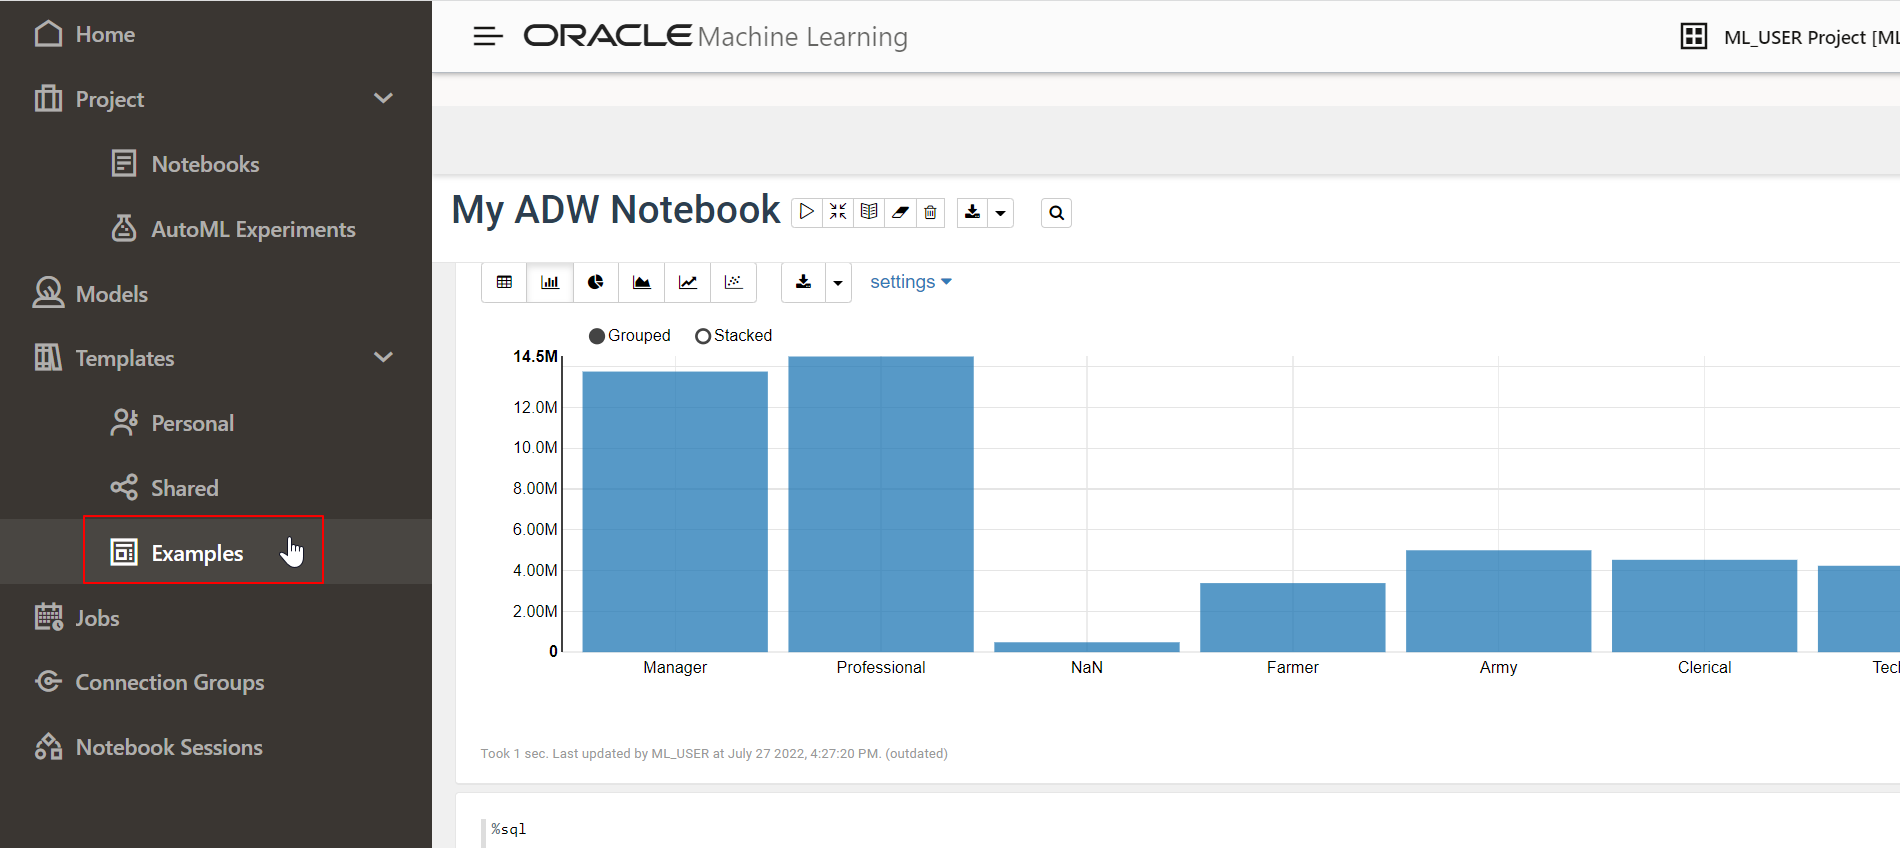 Home
Project
Notebooks
AutoML Experiments
Models
Templates
Personal
Shared
Examples
Jobs
Connection Groups
Notebook Sessions
ORACLE Machine Learning
ML_USER Project [ML
My ADW Notebook
settings
Grouped Stacked
14.5M
12.0M
10.0M
8.00M
6.00M
4.00M
2.00M
0
Manager Professional NaN Farmer Army Clerical Tech
Took 1 sec. Last updated by ML_USER at July 27 2022, 4:27:20 PM. (outdated)
%sql